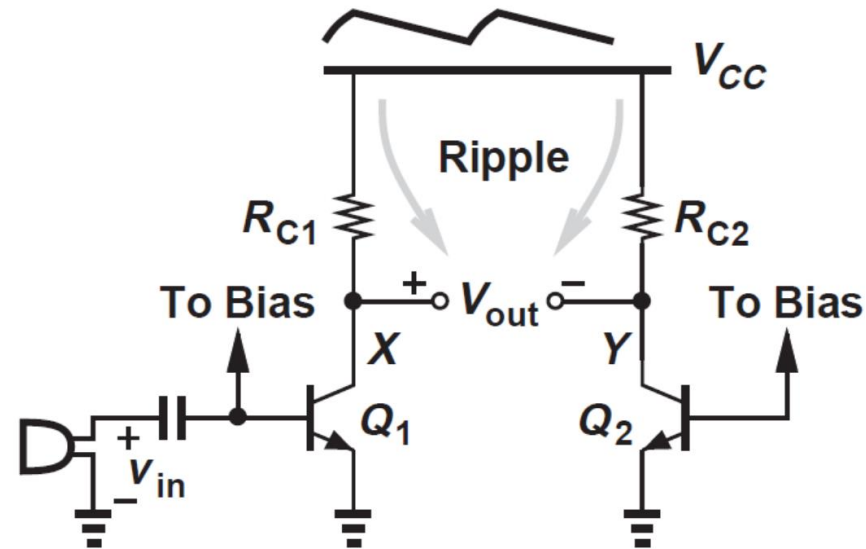 V_CC
Ripple
R_C1
R_C2
+ V_out −
To Bias
To Bias
X
Y
Q_1
Q_2
+
v_in
−